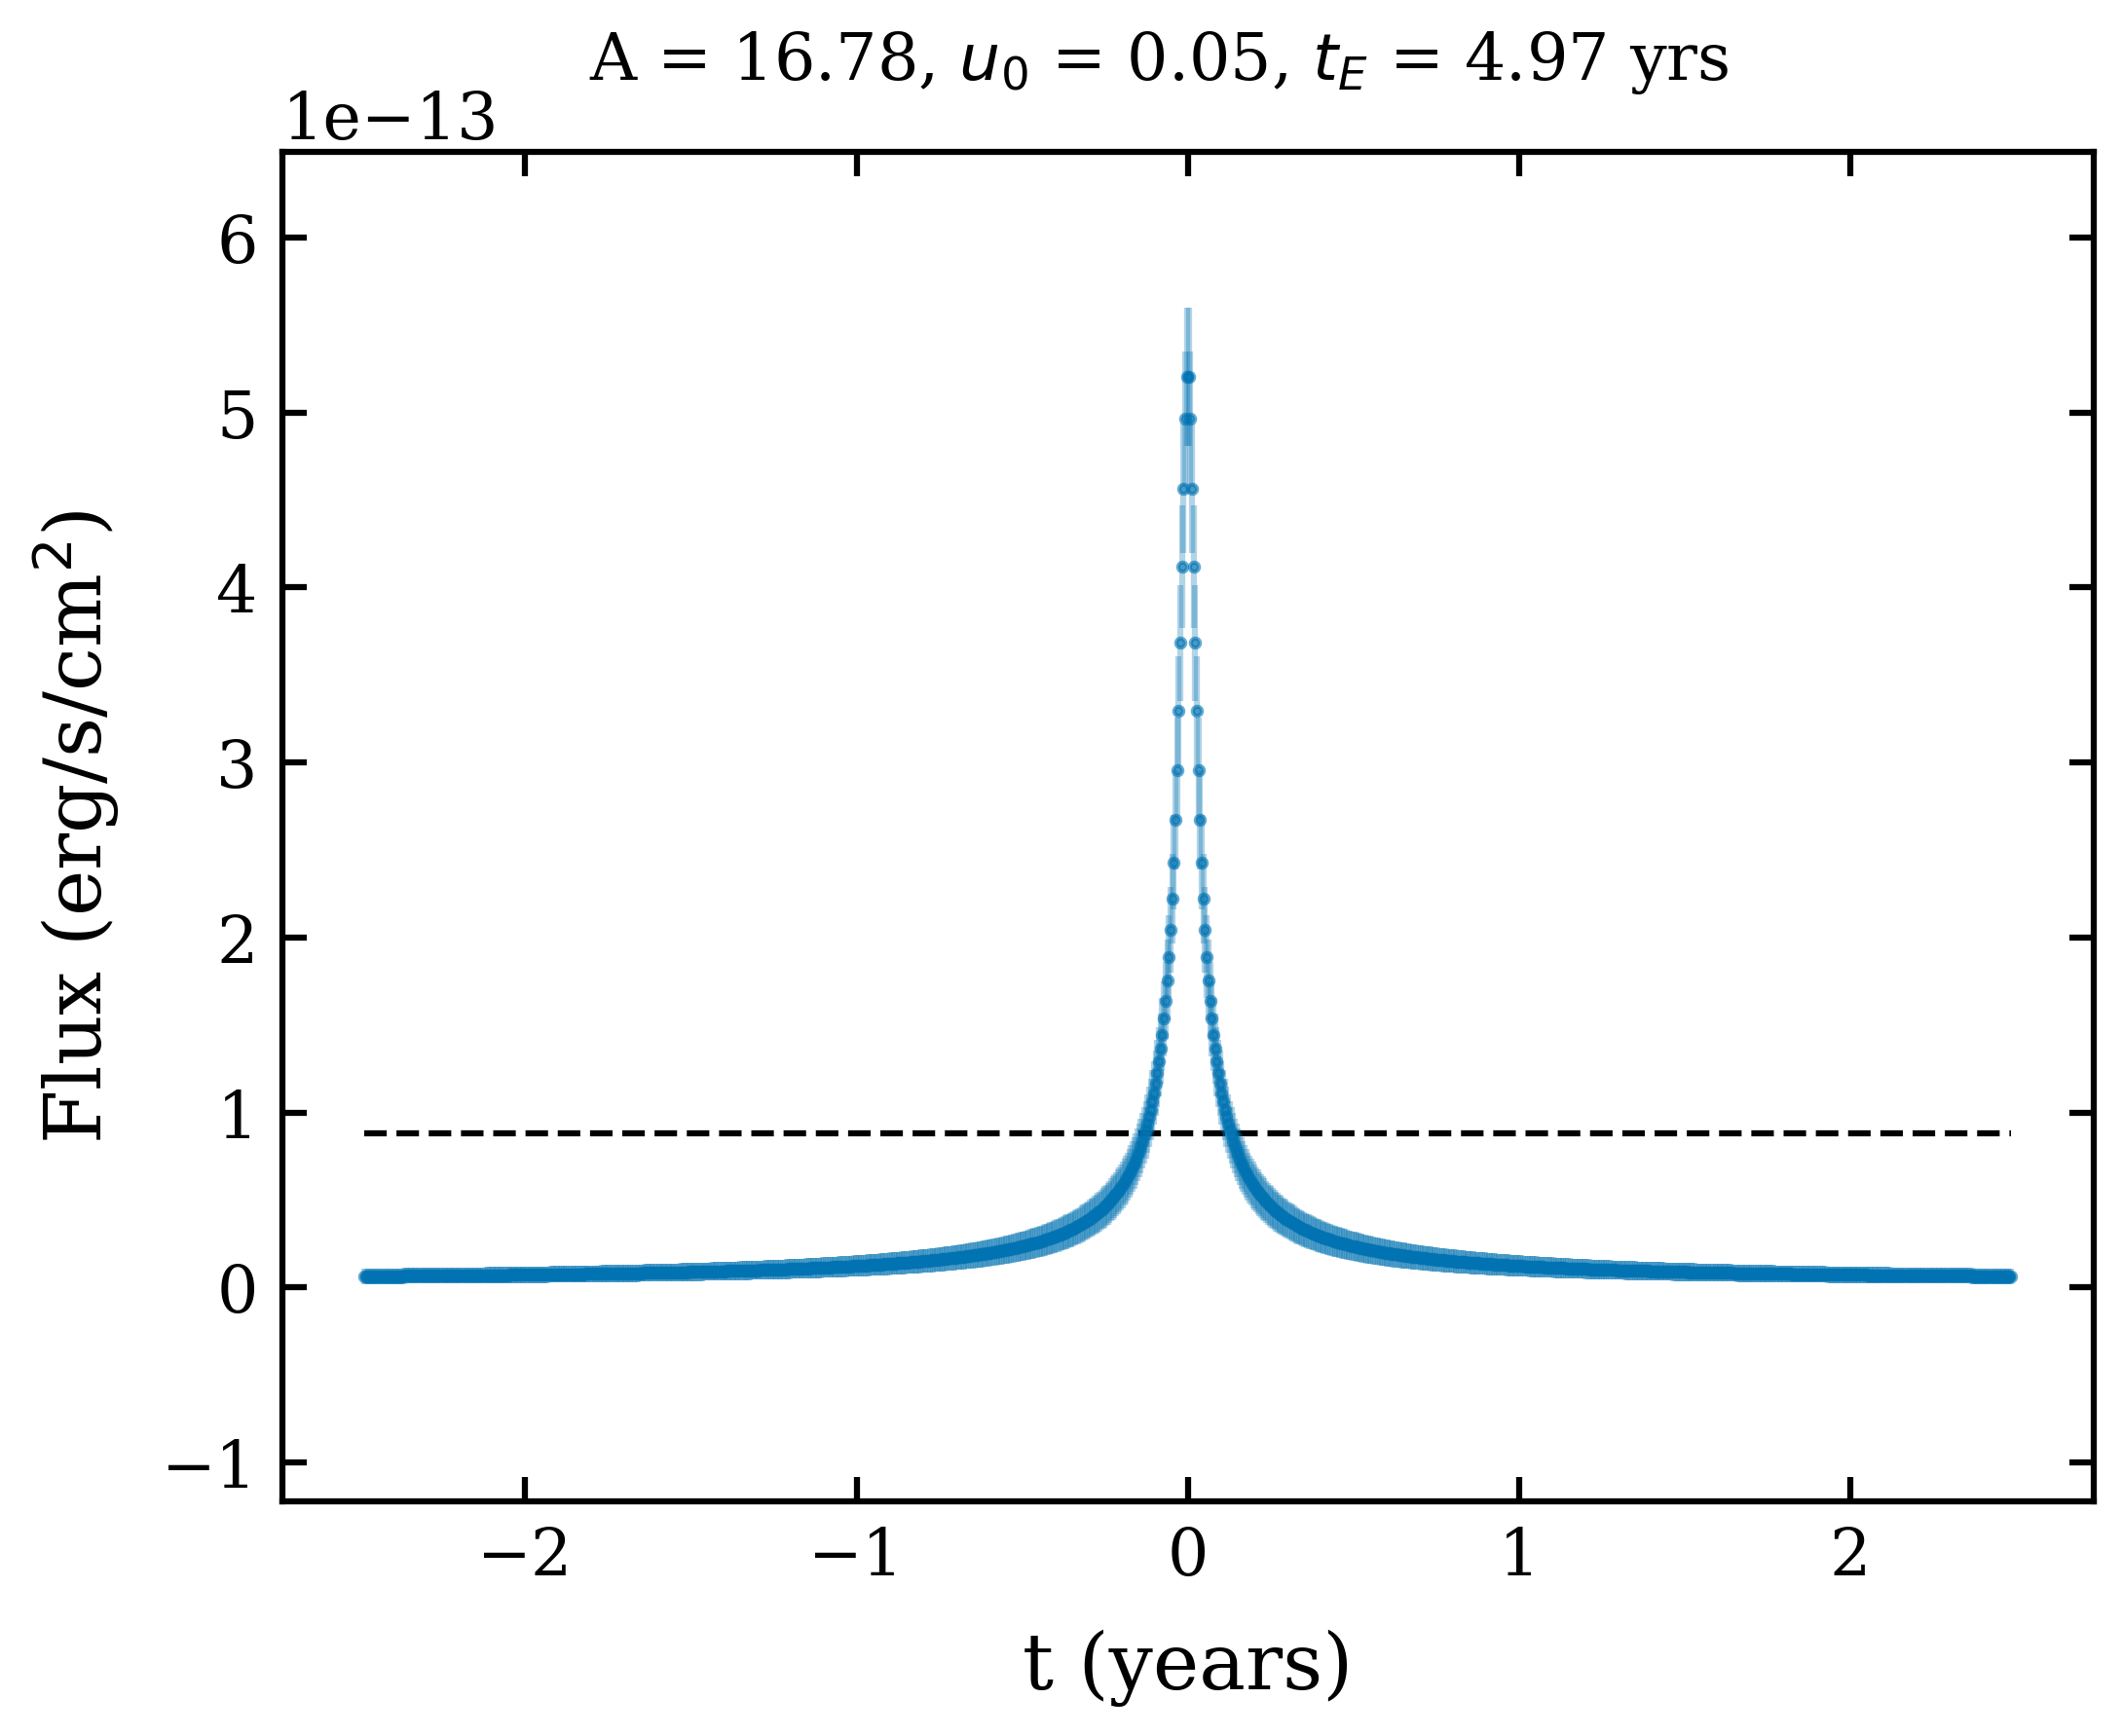 A = 16.78, u₀ = 0.05, t_E = 4.97 yrs
1e−13
6
5
4
3
2
1
0
−1
Flux (erg/s/cm²)
−2 −1 0 1 2
t (years)